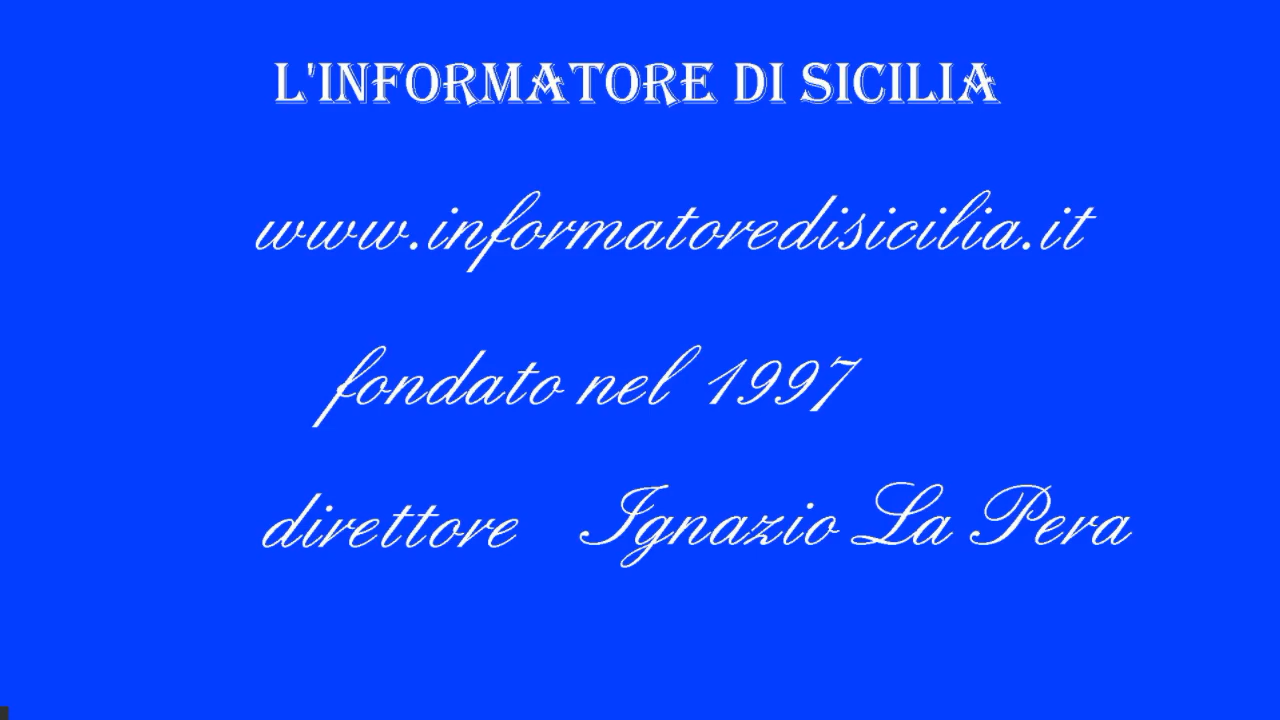 L'INFORMATORE DI SICILIA
www.informatoredisicilia.it
fondato nel 1997
direttore Ignazio La Pera